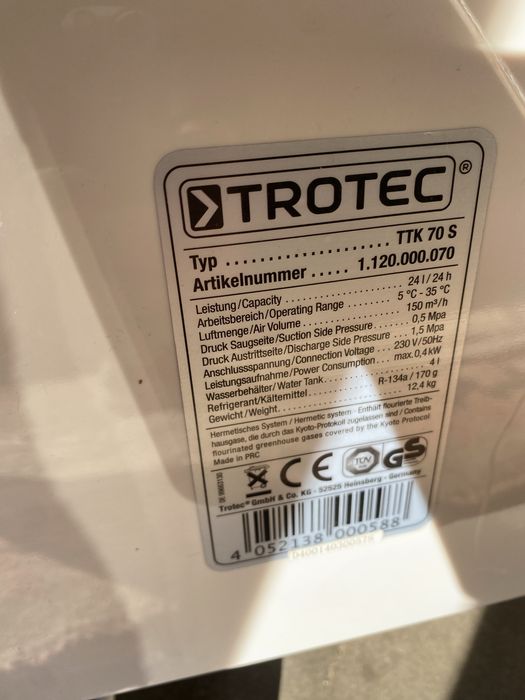 TROTEC®
Typ .................... TTK 70 S
Artikelnummer ..... 1.120.000.070
Leistung/Capacity .................... 24 l / 24 h
Arbeitsbereich/Operating Range ........ 5 °C - 35 °C
Luftmenge/Air Volume .................. 150 m³/h
Druck Saugseite/Suction Side Pressure ........ 0,5 Mpa
Druck Austrittseite/Discharge Side Pressure ... 1,5 Mpa
Anschlussspannung/Connection Voltage ... 230 V/50Hz
Leistungsaufnahme/Power Consumption ... max.0,4kW
Wasserbehälter/Water Tank .................... 4 l
Refrigerant/Kältemittel ............ R-134a / 170 g
Gewicht/Weight ........................ 12,4 kg
Hermetisches System / Hermetic system - Enthält flourierte Treib-
hausgase, die durch das Kyoto-Protokoll zugelassen sind / Contains
flourinated greenhouse gases covered by the Kyoto Protocol
Made in PRC
CE TÜV GS
Trotec® GmbH & Co. KG - 52525 Heinsberg - Germany
4 052138 000588